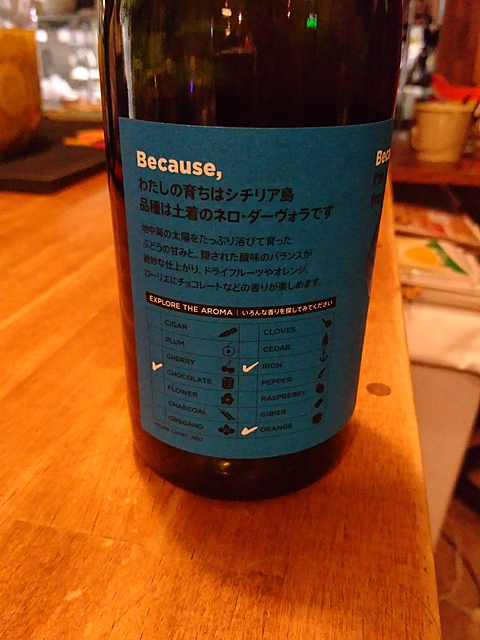 Because,
わたしの育ちはシチリア島
品種は土着のネロ・ダーヴォラです
地中海の太陽をたっぷり浴びて育った
ぶどうの甘みと、隠された酸味のバランスが
絶妙な仕上がり。ドライフルーツやオレンジ、
ローリエにチョコレートなどの香りが楽しめます。
EXPLORE THE AROMA | いろんな香りを探してみてください
CIGAR
PLUM
CHERRY
CHOCOLATE
FLOWER
CHARCOAL
OREGANO
CLOVES
CEDAR
IRON
PEPPER
RASPBERRY
GIBIER
ORANGE
Beca